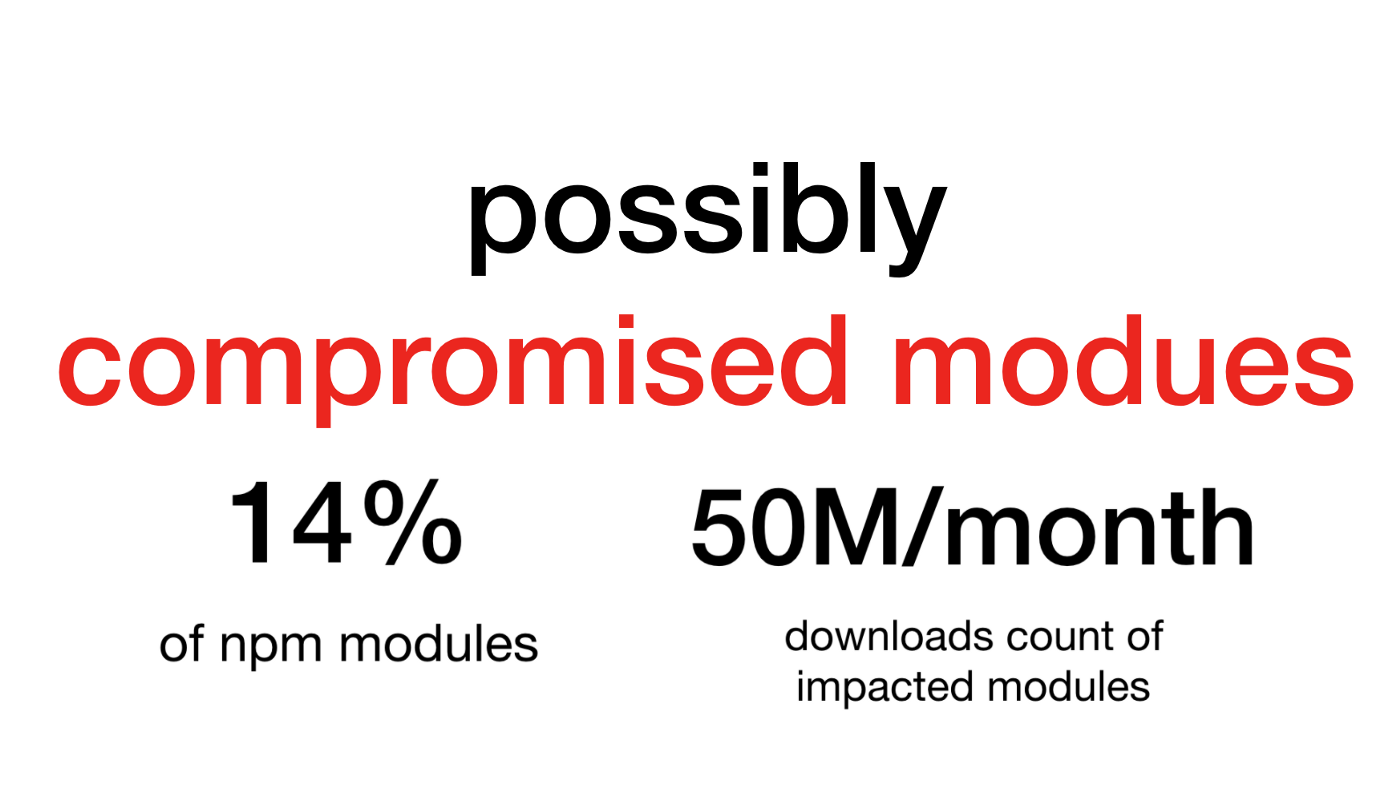 possibly
compromised modues
14%
50M/month
of npm modules
downloads count of
impacted modules